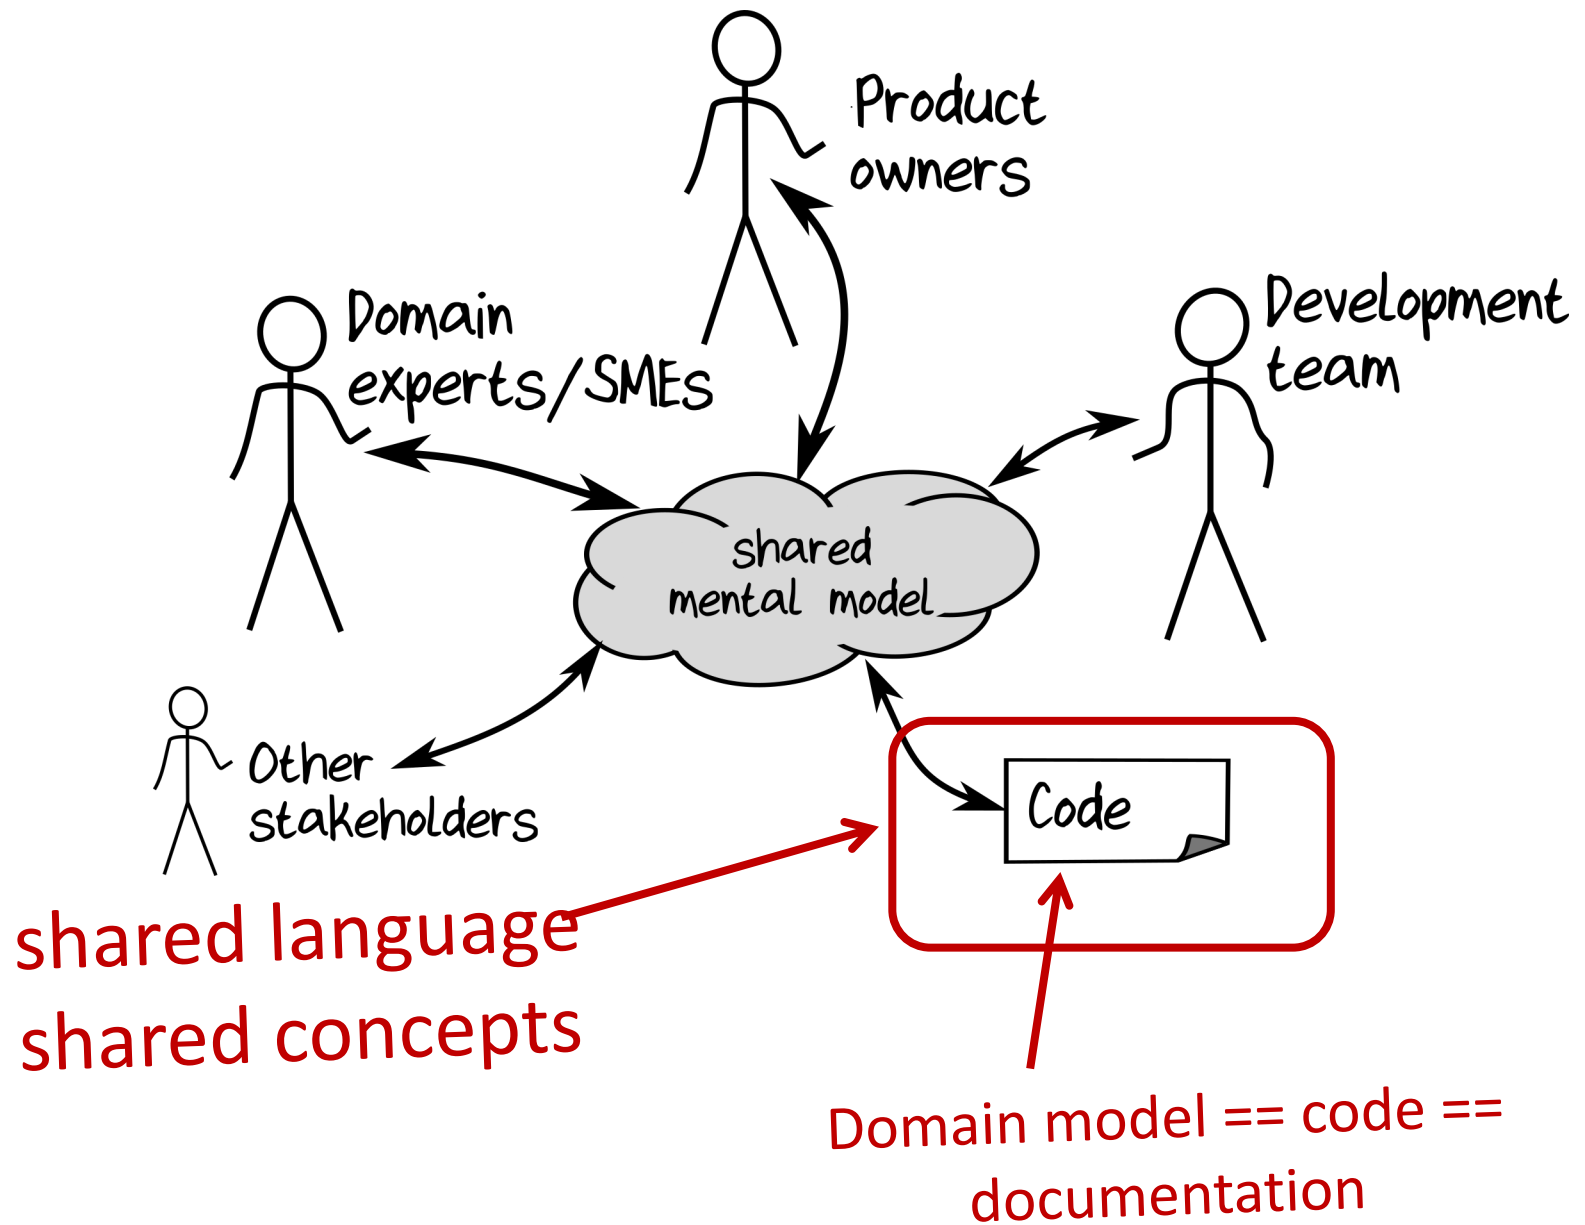 Product
owners
Domain
experts/SMEs
Development
team
shared
mental model
Other
stakeholders
Code
shared language
shared concepts
Domain model == code ==
documentation